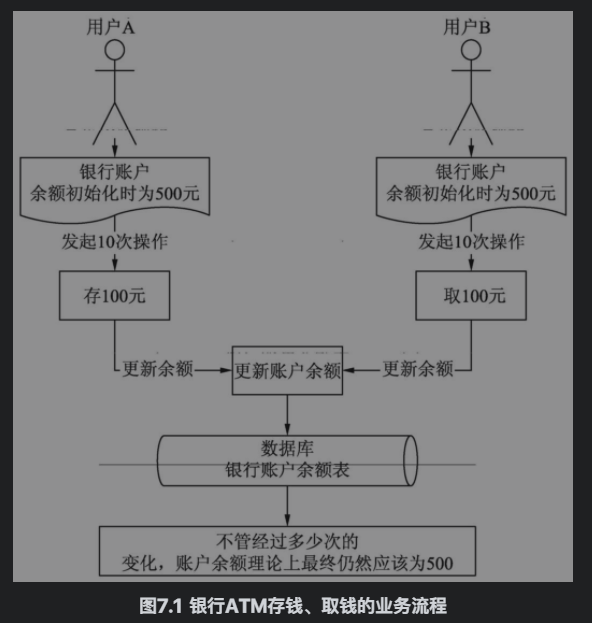 用户A
用户B
银行账户
余额初始化时为500元
银行账户
余额初始化时为500元
发起10次操作
发起10次操作
存100元
取100元
更新余额
更新账户余额
更新余额
数据库
银行账户余额表
不管经过多少次的
变化，账户余额理论上最终仍然应该为500
图7.1 银行ATM存钱、取钱的业务流程